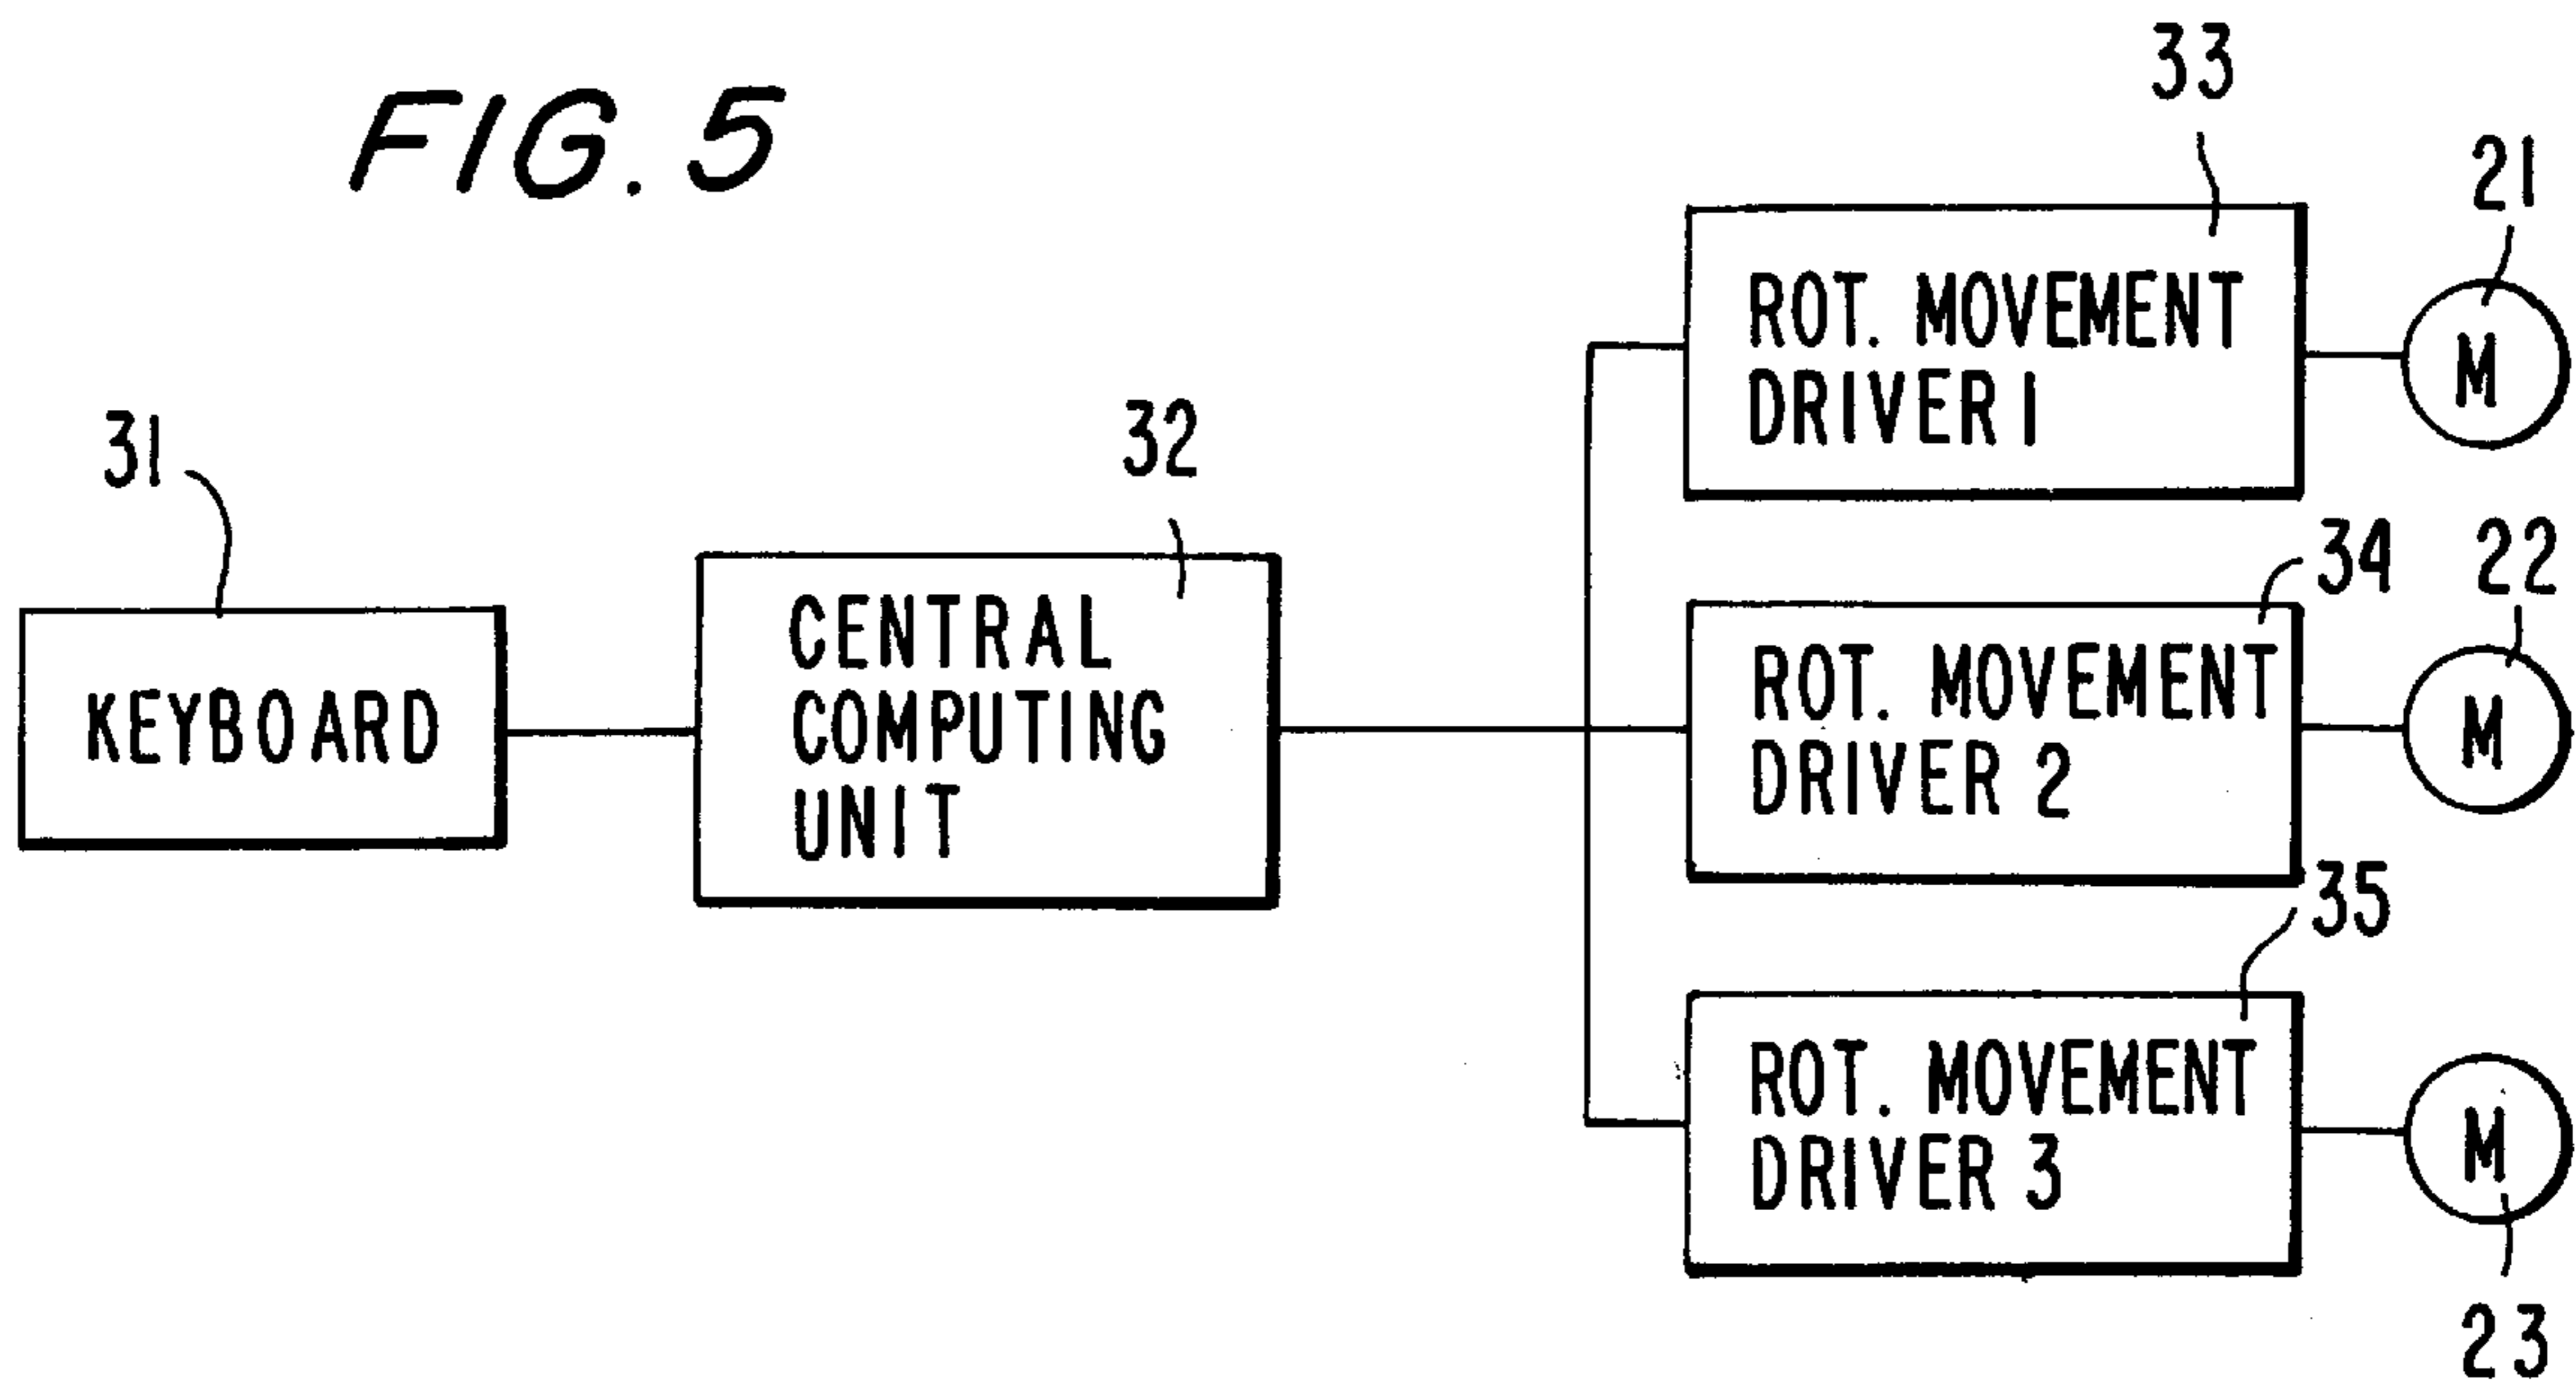 FIG. 5
31
KEYBOARD
32
CENTRAL
COMPUTING
UNIT
33
ROT. MOVEMENT
DRIVER 1
21
M
34
ROT. MOVEMENT
DRIVER 2
22
M
35
ROT. MOVEMENT
DRIVER 3
M
23